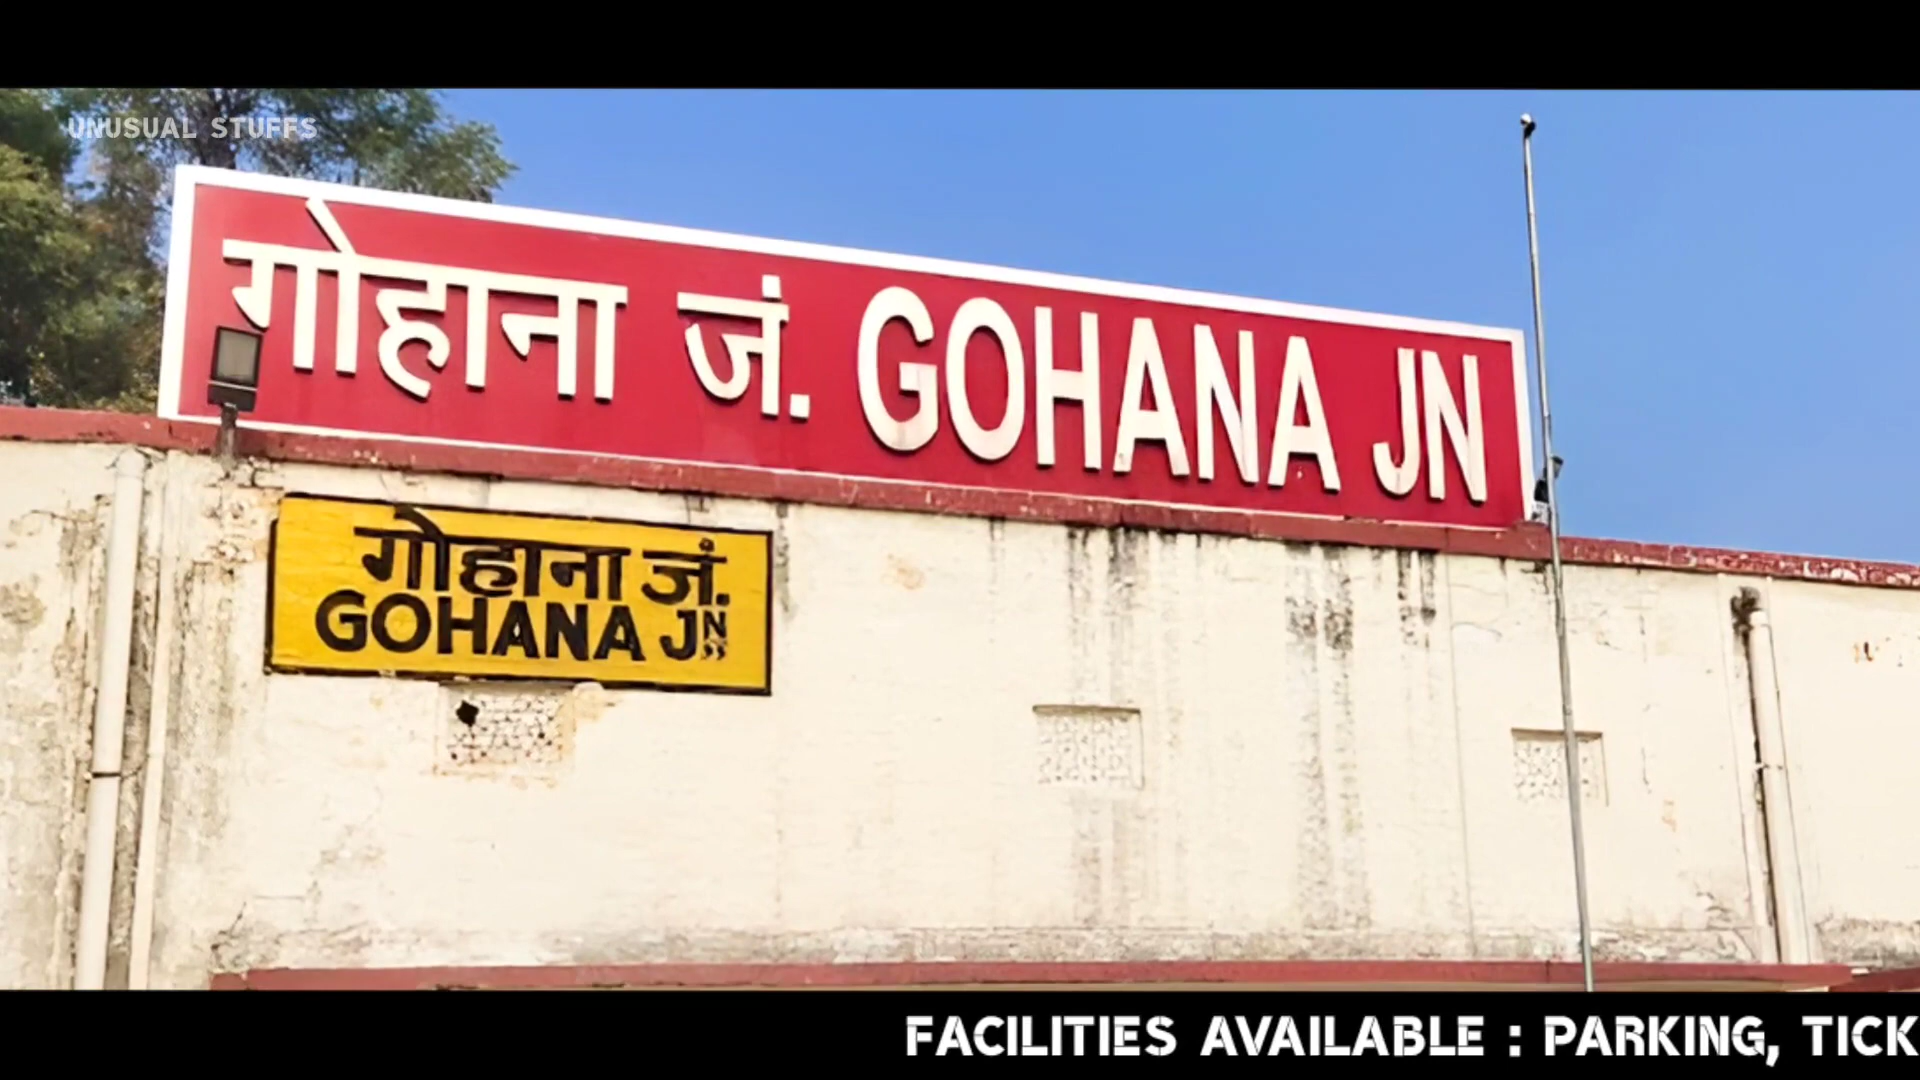 UNUSUAL STUFFS
गोहाना जं. GOHANA JN
गोहाना जं.
GOHANA JN
FACILITIES AVAILABLE : PARKING, TICK